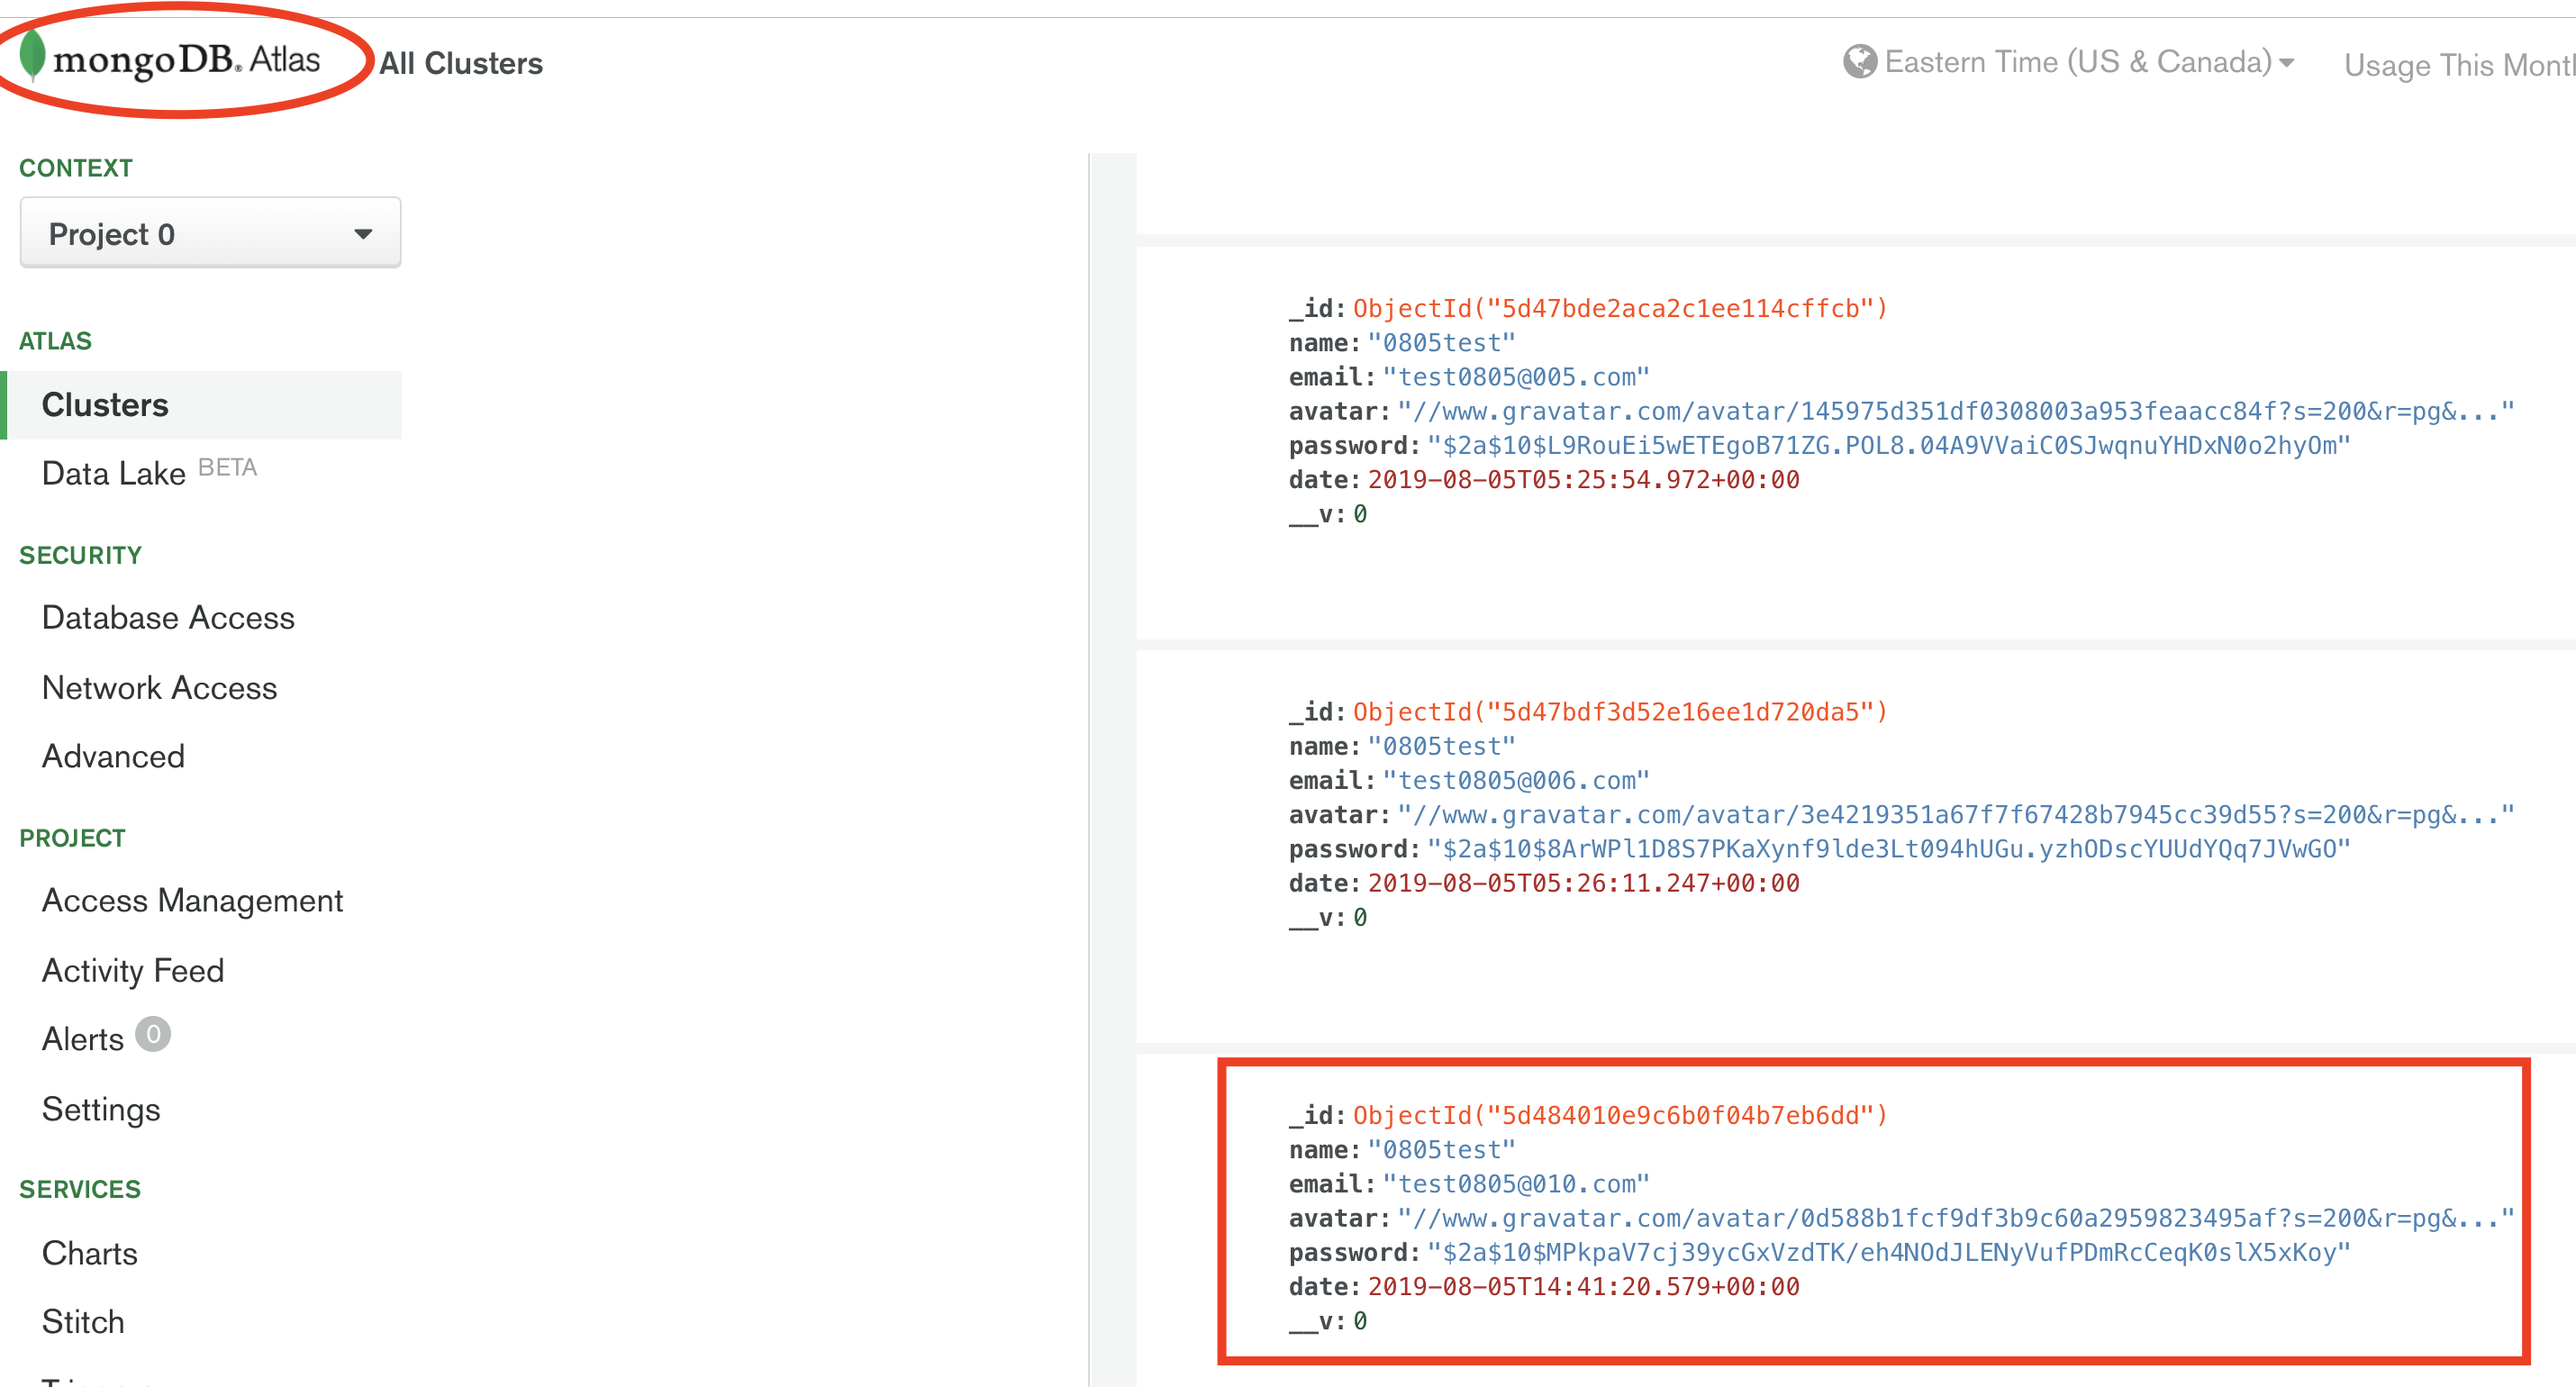 mongoDB® Atlas
All Clusters
Eastern Time (US & Canada)
Usage This Mont
CONTEXT
Project 0
ATLAS
Clusters
Data Lake BETA
SECURITY
Database Access
Network Access
Advanced
PROJECT
Access Management
Activity Feed
Alerts 0
Settings
SERVICES
Charts
Stitch
_id: ObjectId("5d47bde2aca2c1ee114cffcb")
name: "0805test"
email: "test0805@005.com"
avatar: "//www.gravatar.com/avatar/145975d351df0308003a953feaacc84f?s=200&r=pg&..."
password: "$2a$10$L9RouEi5wETEgoB71ZG.POL8.04A9VVaiC0SJwqnuYHDxN0o2hyOm"
date: 2019-08-05T05:25:54.972+00:00
__v: 0
_id: ObjectId("5d47bdf3d52e16ee1d720da5")
name: "0805test"
email: "test0805@006.com"
avatar: "//www.gravatar.com/avatar/3e4219351a67f7f67428b7945cc39d55?s=200&r=pg&..."
password: "$2a$10$8ArWPl1D8S7PKaXynf9lde3Lt094hUGu.yzhODscYUUdYQq7JVwGO"
date: 2019-08-05T05:26:11.247+00:00
__v: 0
_id: ObjectId("5d484010e9c6b0f04b7eb6dd")
name: "0805test"
email: "test0805@010.com"
avatar: "//www.gravatar.com/avatar/0d588b1fcf9df3b9c60a2959823495af?s=200&r=pg&..."
password: "$2a$10$MPkpaV7cj39ycGxVzdTK/eh4NOdJLENyVufPDmRcCeqK0slX5xKoy"
date: 2019-08-05T14:41:20.579+00:00
__v: 0